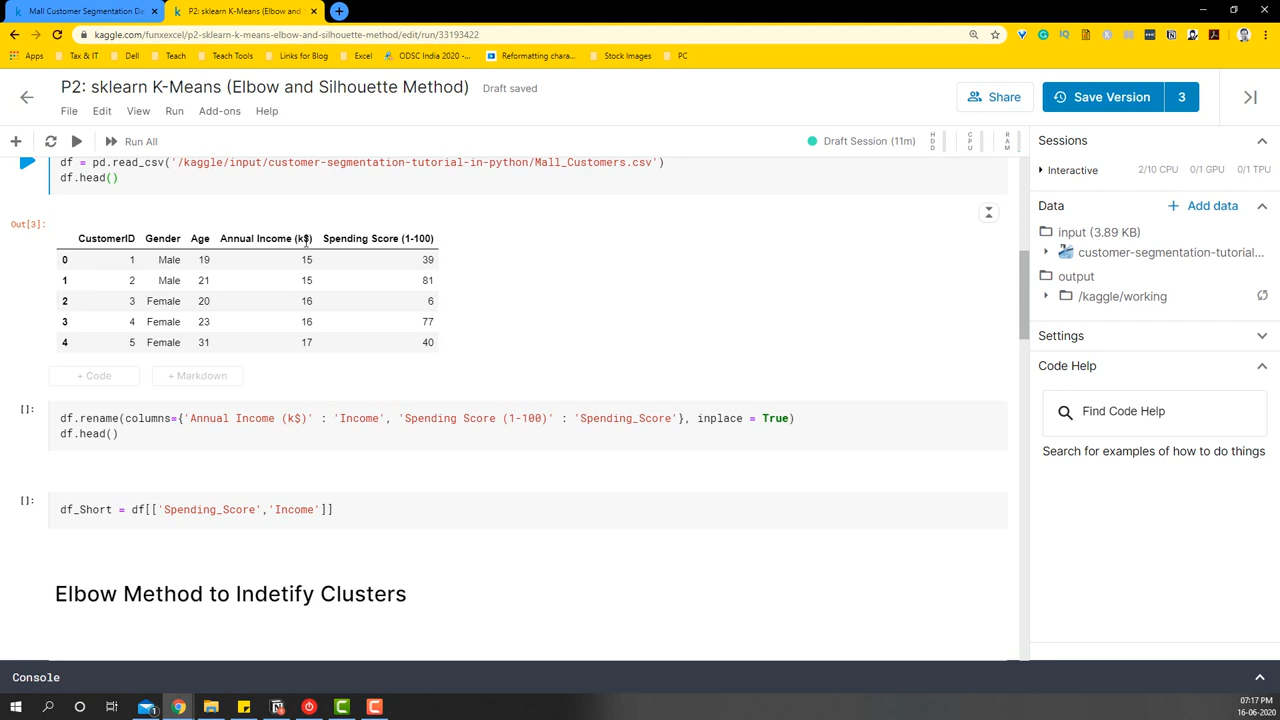 Mall Customer Segmentation Da
P2: sklearn K-Means (Elbow and
kaggle.com/funxexcel/p2-sklearn-k-means-elbow-and-silhouette-method/edit/run/33193422
Apps Tax & IT Dell Teach Teach Tools Links for Blog Excel ODSC India 2020 -... Reformatting chara... Stock Images PC
P2: sklearn K-Means (Elbow and Silhouette Method) Draft saved
Share
Save Version 3
File Edit View Run Add-ons Help
Run All
Draft Session (11m)
HDD
CPU
RAM
df = pd.read_csv('/kaggle/input/customer-segmentation-tutorial-in-python/Mall_Customers.csv')
df.head()
Out[3]:
CustomerID Gender Age Annual Income (k$) Spending Score (1-100)
0 1 Male 19 15 39
1 2 Male 21 15 81
2 3 Female 20 16 6
3 4 Female 23 16 77
4 5 Female 31 17 40
+ Code + Markdown
[]:
df.rename(columns={'Annual Income (k$)' : 'Income', 'Spending Score (1-100)' : 'Spending_Score'}, inplace = True)
df.head()
[]:
df_Short = df[['Spending_Score','Income']]
Elbow Method to Indetify Clusters
Sessions
Interactive 2/10 CPU 0/1 GPU 0/1 TPU
Data + Add data
input (3.89 KB)
customer-segmentation-tutorial...
output
/kaggle/working
Settings
Code Help
Find Code Help
Search for examples of how to do things
Console
07:17 PM
16-06-2020